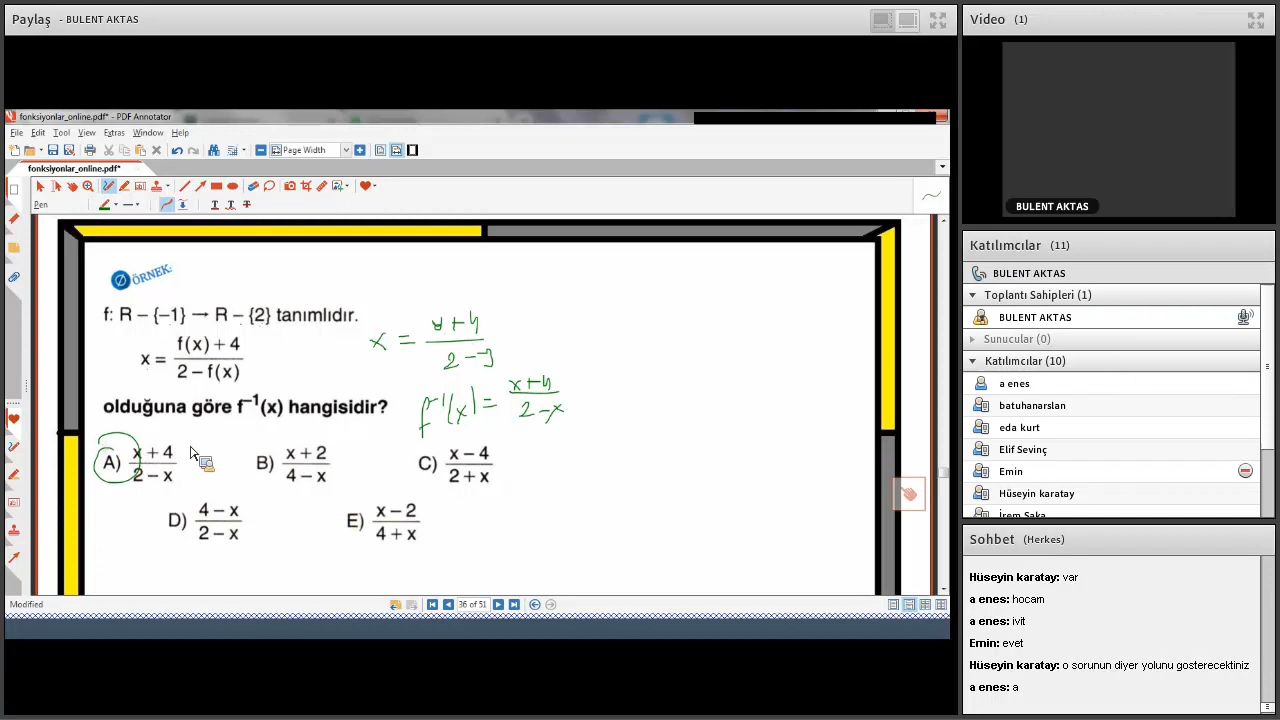 Paylaş - BULENT AKTAS
fonksiyonlar_online.pdf* - PDF Annotator
File Edit Tool View Extras Window Help
Page Width
fonksiyonlar_online.pdf*
Pen
ÖRNEK:
f: R – {–1} → R – {2} tanımlıdır.
x = f(x) + 4 / 2 – f(x)
x = y+4 / 2-y
olduğuna göre f⁻¹(x) hangisidir?
f⁻¹(x) = x+4 / 2-x
A) x + 4 / 2 – x
B) x + 2 / 4 – x
C) x – 4 / 2 + x
D) 4 – x / 2 – x
E) x – 2 / 4 + x
Modified
36 of 51
Video (1)
BULENT AKTAS
Katılımcılar (11)
BULENT AKTAS
Toplantı Sahipleri (1)
BULENT AKTAS
Sunucular (0)
Katılımcılar (10)
a enes
batuhanarslan
eda kurt
Elif Sevinç
Emin
Hüseyin karatay
İrem Saka
Sohbet (Herkes)
Hüseyin karatay: var
a enes: hocam
a enes: ivit
Emin: evet
Hüseyin karatay: o sorunun diyer yolunu gosterecektiniz
a enes: a